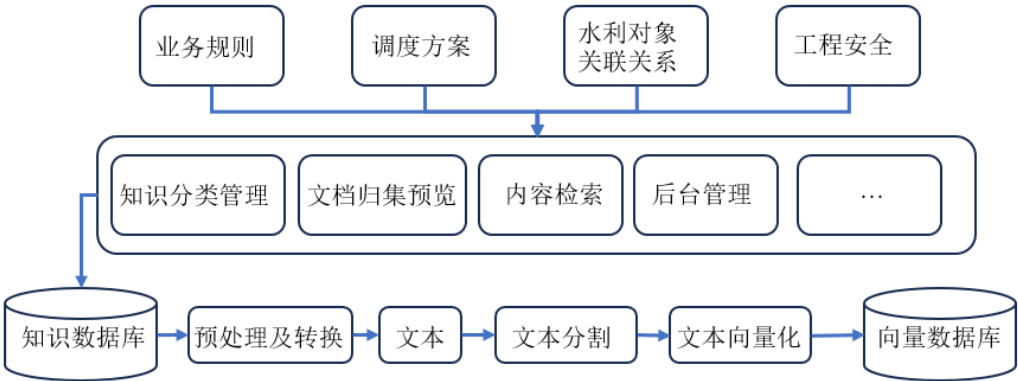 业务规则
调度方案
水利对象
关联关系
工程安全
知识分类管理
文档归集预览
内容检索
后台管理
...
知识数据库
预处理及转换
文本
文本分割
文本向量化
向量数据库